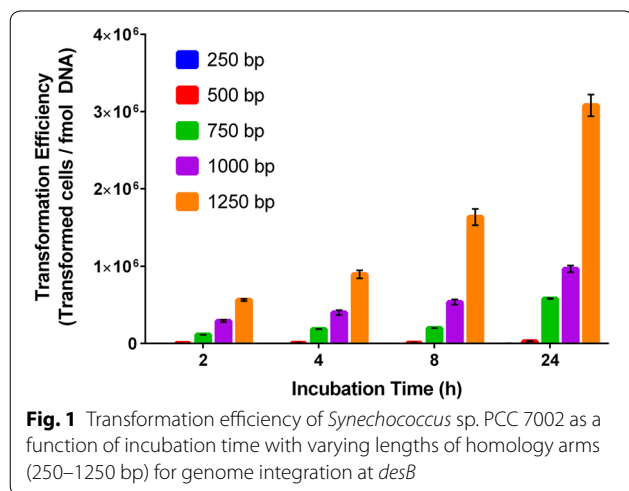 4×10⁶
3×10⁶
2×10⁶
1×10⁶
0
Transformation Efficiency
(Transformed cells / fmol DNA)
250 bp
500 bp
750 bp
1000 bp
1250 bp
2 4 8 24
Incubation Time (h)
Fig. 1 Transformation efficiency of Synechococcus sp. PCC 7002 as a
function of incubation time with varying lengths of homology arms
(250–1250 bp) for genome integration at desB